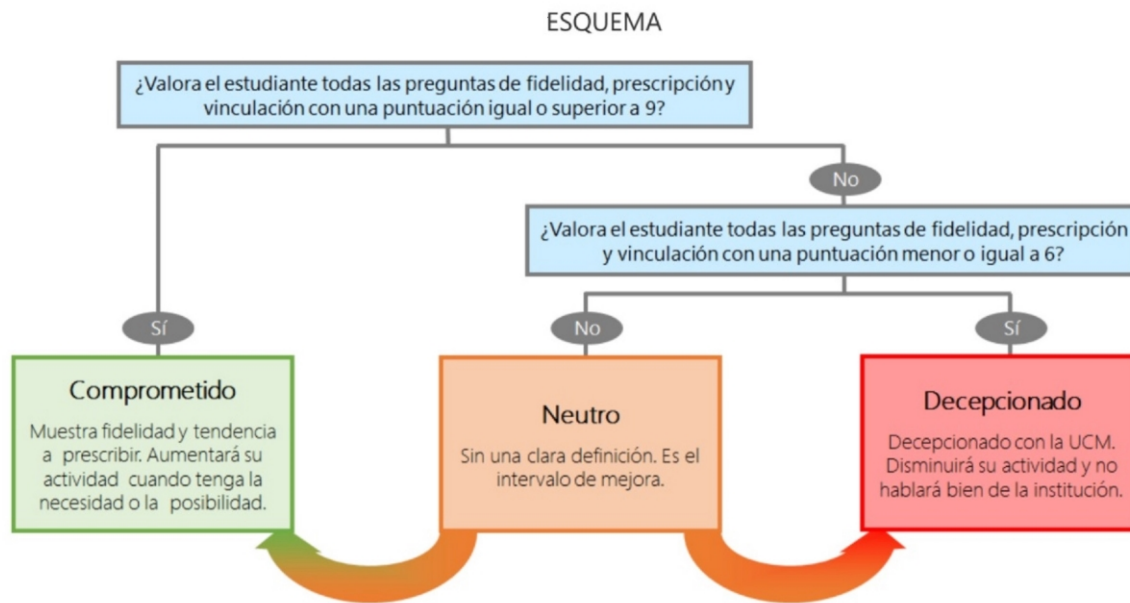 ESQUEMA
¿Valora el estudiante todas las preguntas de fidelidad, prescripción y
vinculación con una puntuación igual o superior a 9?
No
¿Valora el estudiante todas las preguntas de fidelidad, prescripción
y vinculación con una puntuación menor o igual a 6?
Sí
No
Sí
Comprometido
Muestra fidelidad y tendencia
a prescribir. Aumentará su
actividad cuando tenga la
necesidad o la posibilidad.
Neutro
Sin una clara definición. Es el
intervalo de mejora.
Decepcionado
Decepcionado con la UCM.
Disminuirá su actividad y no
hablará bien de la institución.